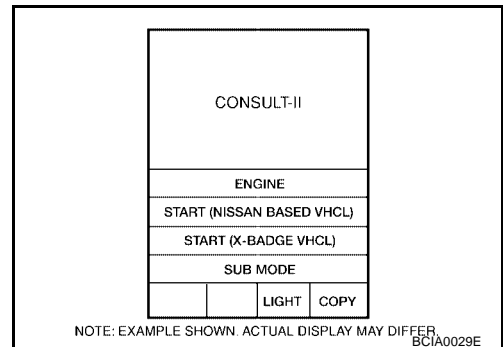 CONSULT-II
ENGINE
START (NISSAN BASED VHCL)
START (X-BADGE VHCL)
SUB MODE
LIGHT COPY
NOTE: EXAMPLE SHOWN. ACTUAL DISPLAY MAY DIFFER.
BCIA0029E